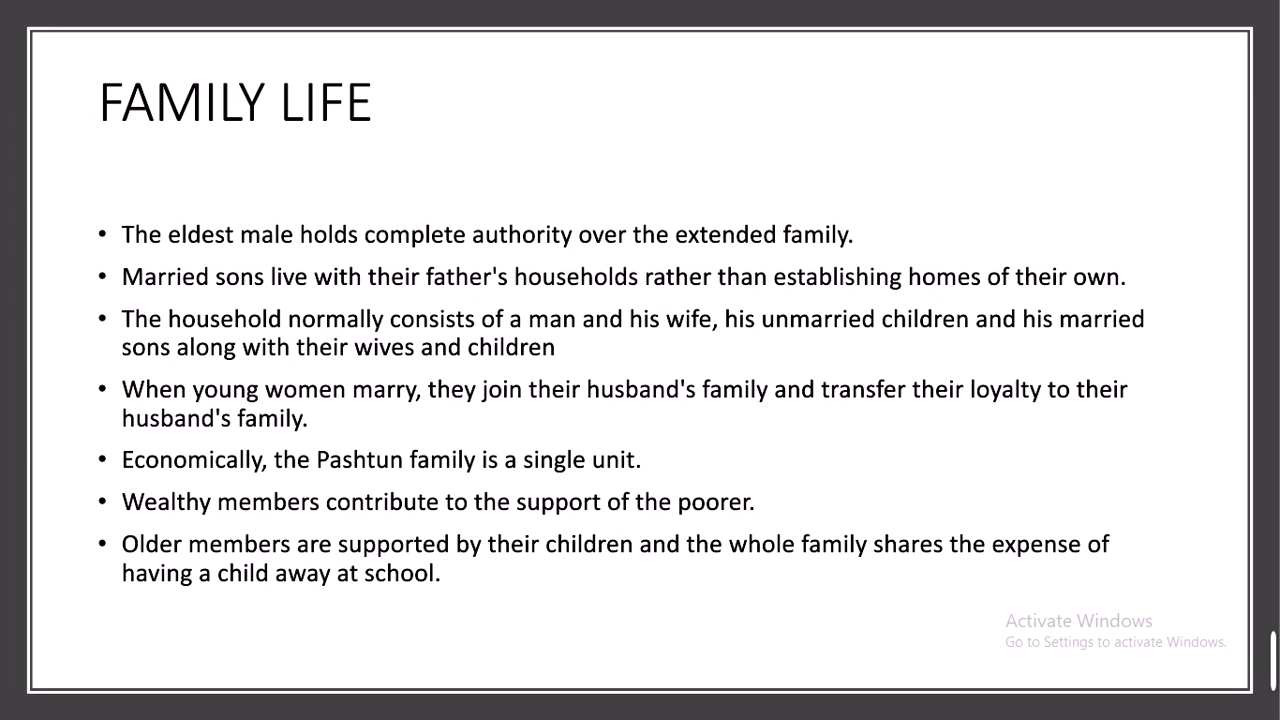 FAMILY LIFE
• The eldest male holds complete authority over the extended family.
• Married sons live with their father's households rather than establishing homes of their own.
• The household normally consists of a man and his wife, his unmarried children and his married
sons along with their wives and children
• When young women marry, they join their husband's family and transfer their loyalty to their
husband's family.
• Economically, the Pashtun family is a single unit.
• Wealthy members contribute to the support of the poorer.
• Older members are supported by their children and the whole family shares the expense of
having a child away at school.
Activate Windows
Go to Settings to activate Windows.